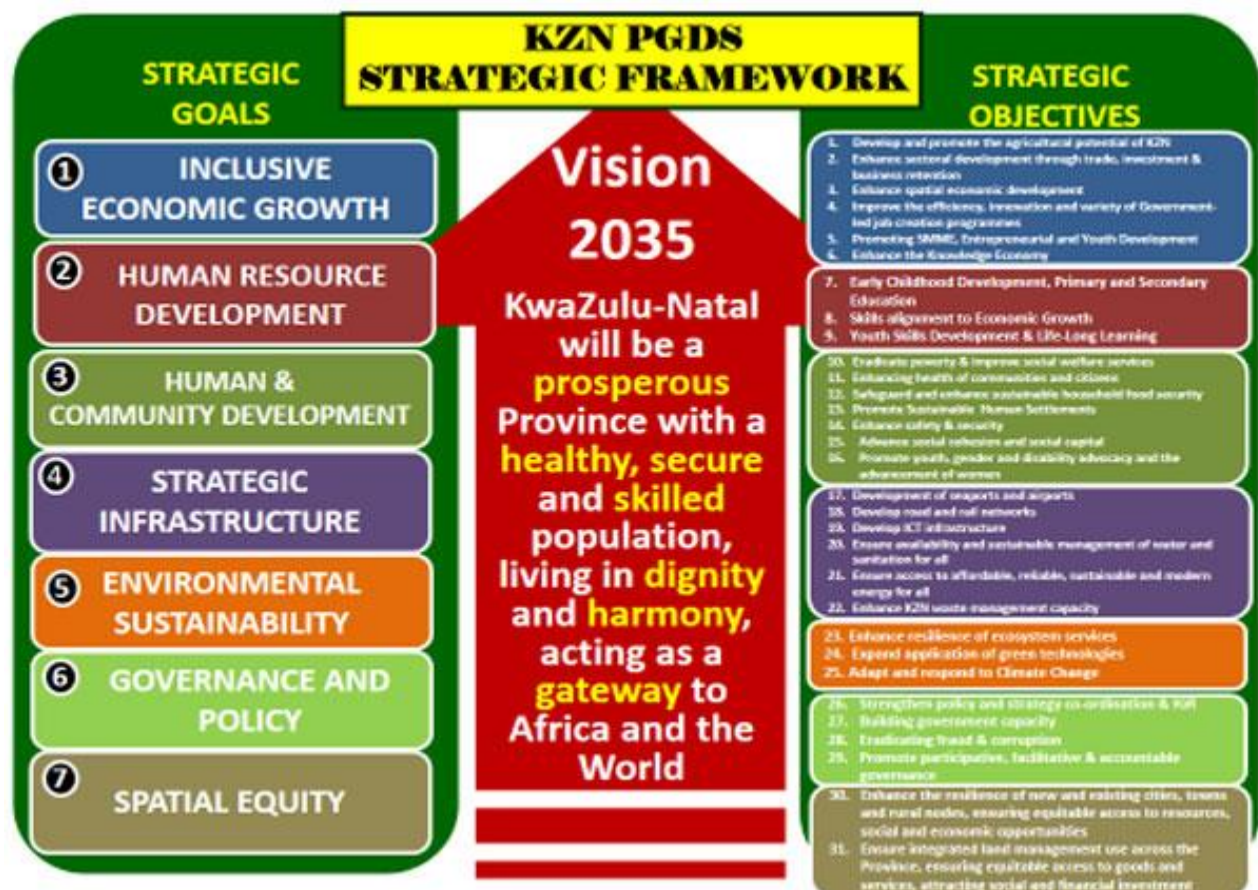 KZN PGDS
STRATEGIC FRAMEWORK
STRATEGIC
GOALS
1 INCLUSIVE
ECONOMIC GROWTH
2 HUMAN RESOURCE
DEVELOPMENT
3 HUMAN &
COMMUNITY DEVELOPMENT
4 STRATEGIC
INFRASTRUCTURE
5 ENVIRONMENTAL
SUSTAINABILITY
6 GOVERNANCE AND
POLICY
7 SPATIAL EQUITY
Vision
2035
KwaZulu-Natal
will be a
prosperous
Province with a
healthy, secure
and skilled
population,
living in dignity
and harmony,
acting as a
gateway to
Africa and the
World
STRATEGIC
OBJECTIVES
1. Develop and promote the agricultural potential of KZN
2. Enhance sectoral development through trade, investment &
business retention
3. Enhance spatial economic development
4. Improve the efficiency, innovation and variety of Government-
led job creation programmes
5. Promoting SMME, Entrepreneurial and Youth Development
6. Enhance the Knowledge Economy
7. Early Childhood Development, Primary and Secondary
Education
8. Skills alignment to Economic Growth
9. Youth Skills Development & Life-Long Learning
10. Eradicate poverty & improve social welfare services
11. Enhancing health of communities and citizens
12. Safeguard and enhance sustainable household food security
13. Promote Sustainable Human Settlements
14. Enhance safety & security
15. Advance social cohesion and social capital
16. Promote youth, gender and disability advocacy and the
advancement of women
17. Development of seaports and airports
18. Develop road and rail networks
19. Develop ICT infrastructure
20. Ensure availability and sustainable management of water and
sanitation for all
21. Ensure access to affordable, reliable, sustainable and modern
energy for all
22. Enhance KZN waste management capacity
23. Enhance resilience of ecosystem services
24. Expand application of green technologies
25. Adapt and respond to Climate Change
26. Strengthen policy and strategy co-ordination & IGR
27. Building government capacity
28. Eradicating fraud & corruption
29. Promote participative, facilitative & accountable
governance
30. Enhance the resilience of new and existing cities, towns
and rural nodes, ensuring equitable access to resources,
social and economic opportunities
31. Ensure integrated land management use across the
Province, ensuring equitable access to goods and
services, attracting social and financial investment